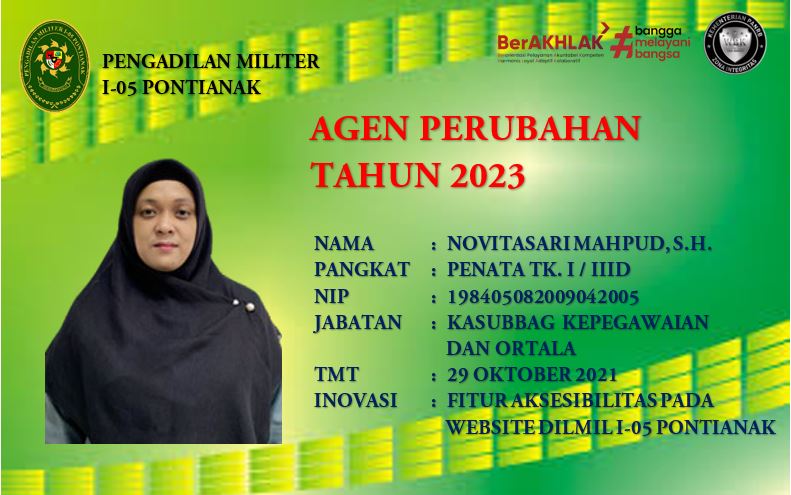 PENGADILAN MILITER
I-05 PONTIANAK
BerAKHLAK
bangga
melayani
bangsa
AGEN PERUBAHAN
TAHUN 2023
NAMA : NOVITASARI MAHPUD, S.H.
PANGKAT : PENATA TK. I / IIID
NIP : 198405082009042005
JABATAN : KASUBBAG KEPEGAWAIAN
DAN ORTALA
TMT : 29 OKTOBER 2021
INOVASI : FITUR AKSESIBILITAS PADA
WEBSITE DILMIL I-05 PONTIANAK